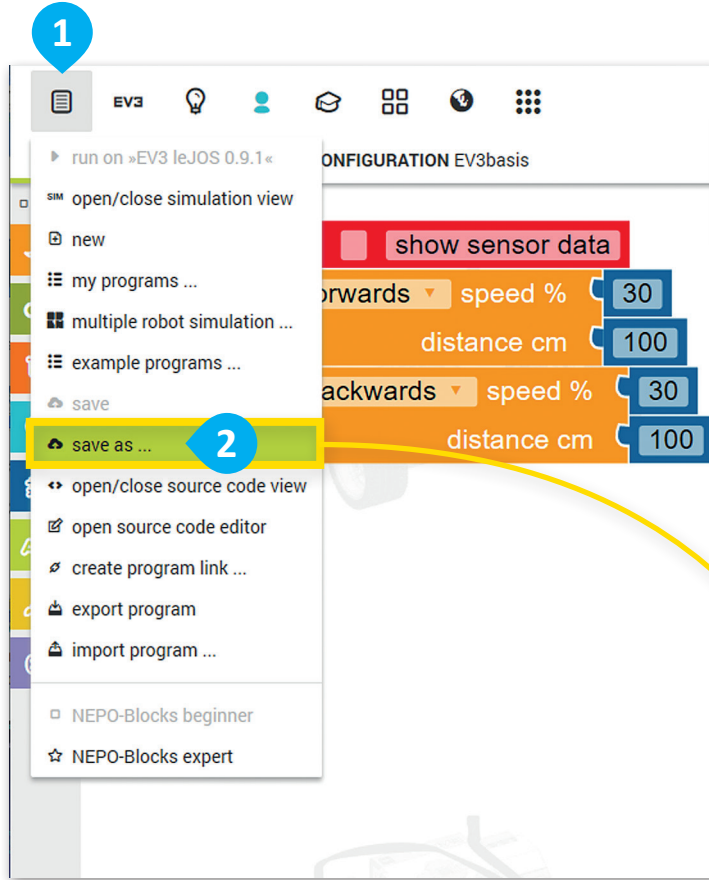 1
EV3
run on »EV3 leJOS 0.9.1«
ONFIGURATION EV3basis
SIM open/close simulation view
new
show sensor data
my programs ...
orwards speed % 30
multiple robot simulation ...
distance cm 100
example programs ...
ackwards speed % 30
save
save as ... 2
distance cm 100
open/close source code view
open source code editor
create program link ...
export program
import program ...
NEPO-Blocks beginner
NEPO-Blocks expert